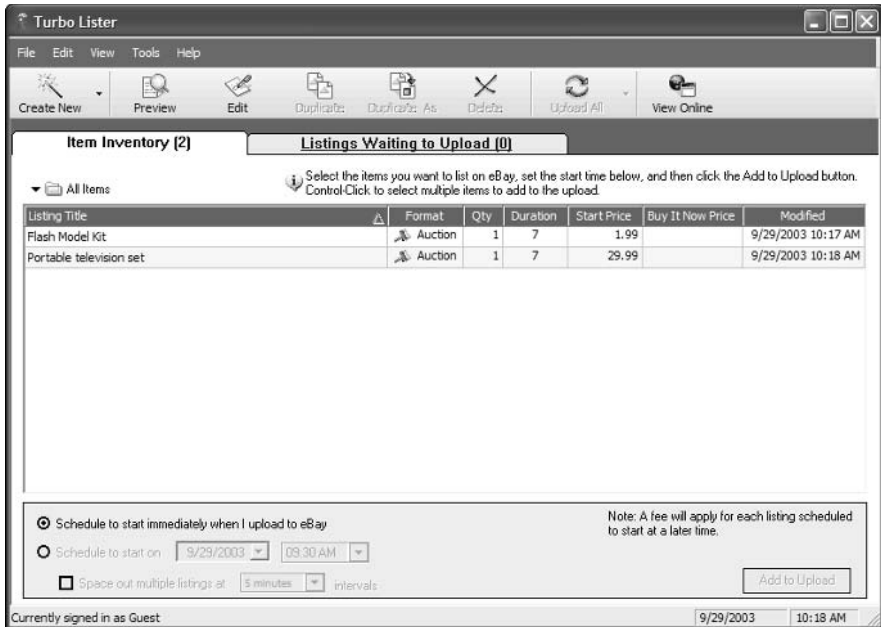 Turbo Lister
File Edit View Tools Help
Create New Preview Edit Duplicate Duplicate As Delete Upload All View Online
Item Inventory (2) Listings Waiting to Upload (0)
All Items
Select the items you want to list on eBay, set the start time below, and then click the Add to Upload button.
Control-Click to select multiple items to add to the upload.
Listing Title Format Qty Duration Start Price Buy It Now Price Modified
Flash Model Kit Auction 1 7 1.99 9/29/2003 10:17 AM
Portable television set Auction 1 7 29.99 9/29/2003 10:18 AM
Schedule to start immediately when I upload to eBay
Note: A fee will apply for each listing scheduled
to start at a later time.
Schedule to start on 9/29/2003 09:30 AM
Space out multiple listings at 5 minutes intervals
Add to Upload
Currently signed in as Guest 9/29/2003 10:18 AM